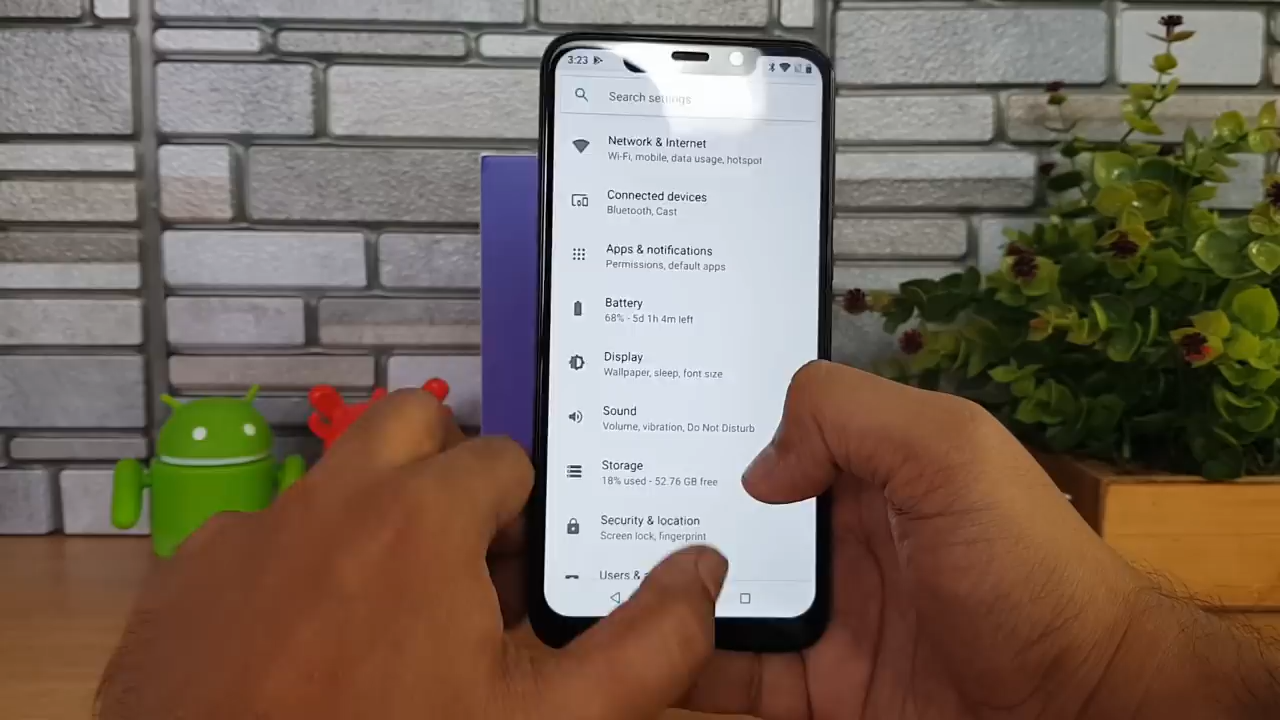 3:23
Search settings
Network & Internet
Wi-Fi, mobile, data usage, hotspot
Connected devices
Bluetooth, Cast
Apps & notifications
Permissions, default apps
Battery
68% - 5d 1h 4m left
Display
Wallpaper, sleep, font size
Sound
Volume, vibration, Do Not Disturb
Storage
18% used - 52.76 GB free
Security & location
Screen lock, fingerprint
Users &